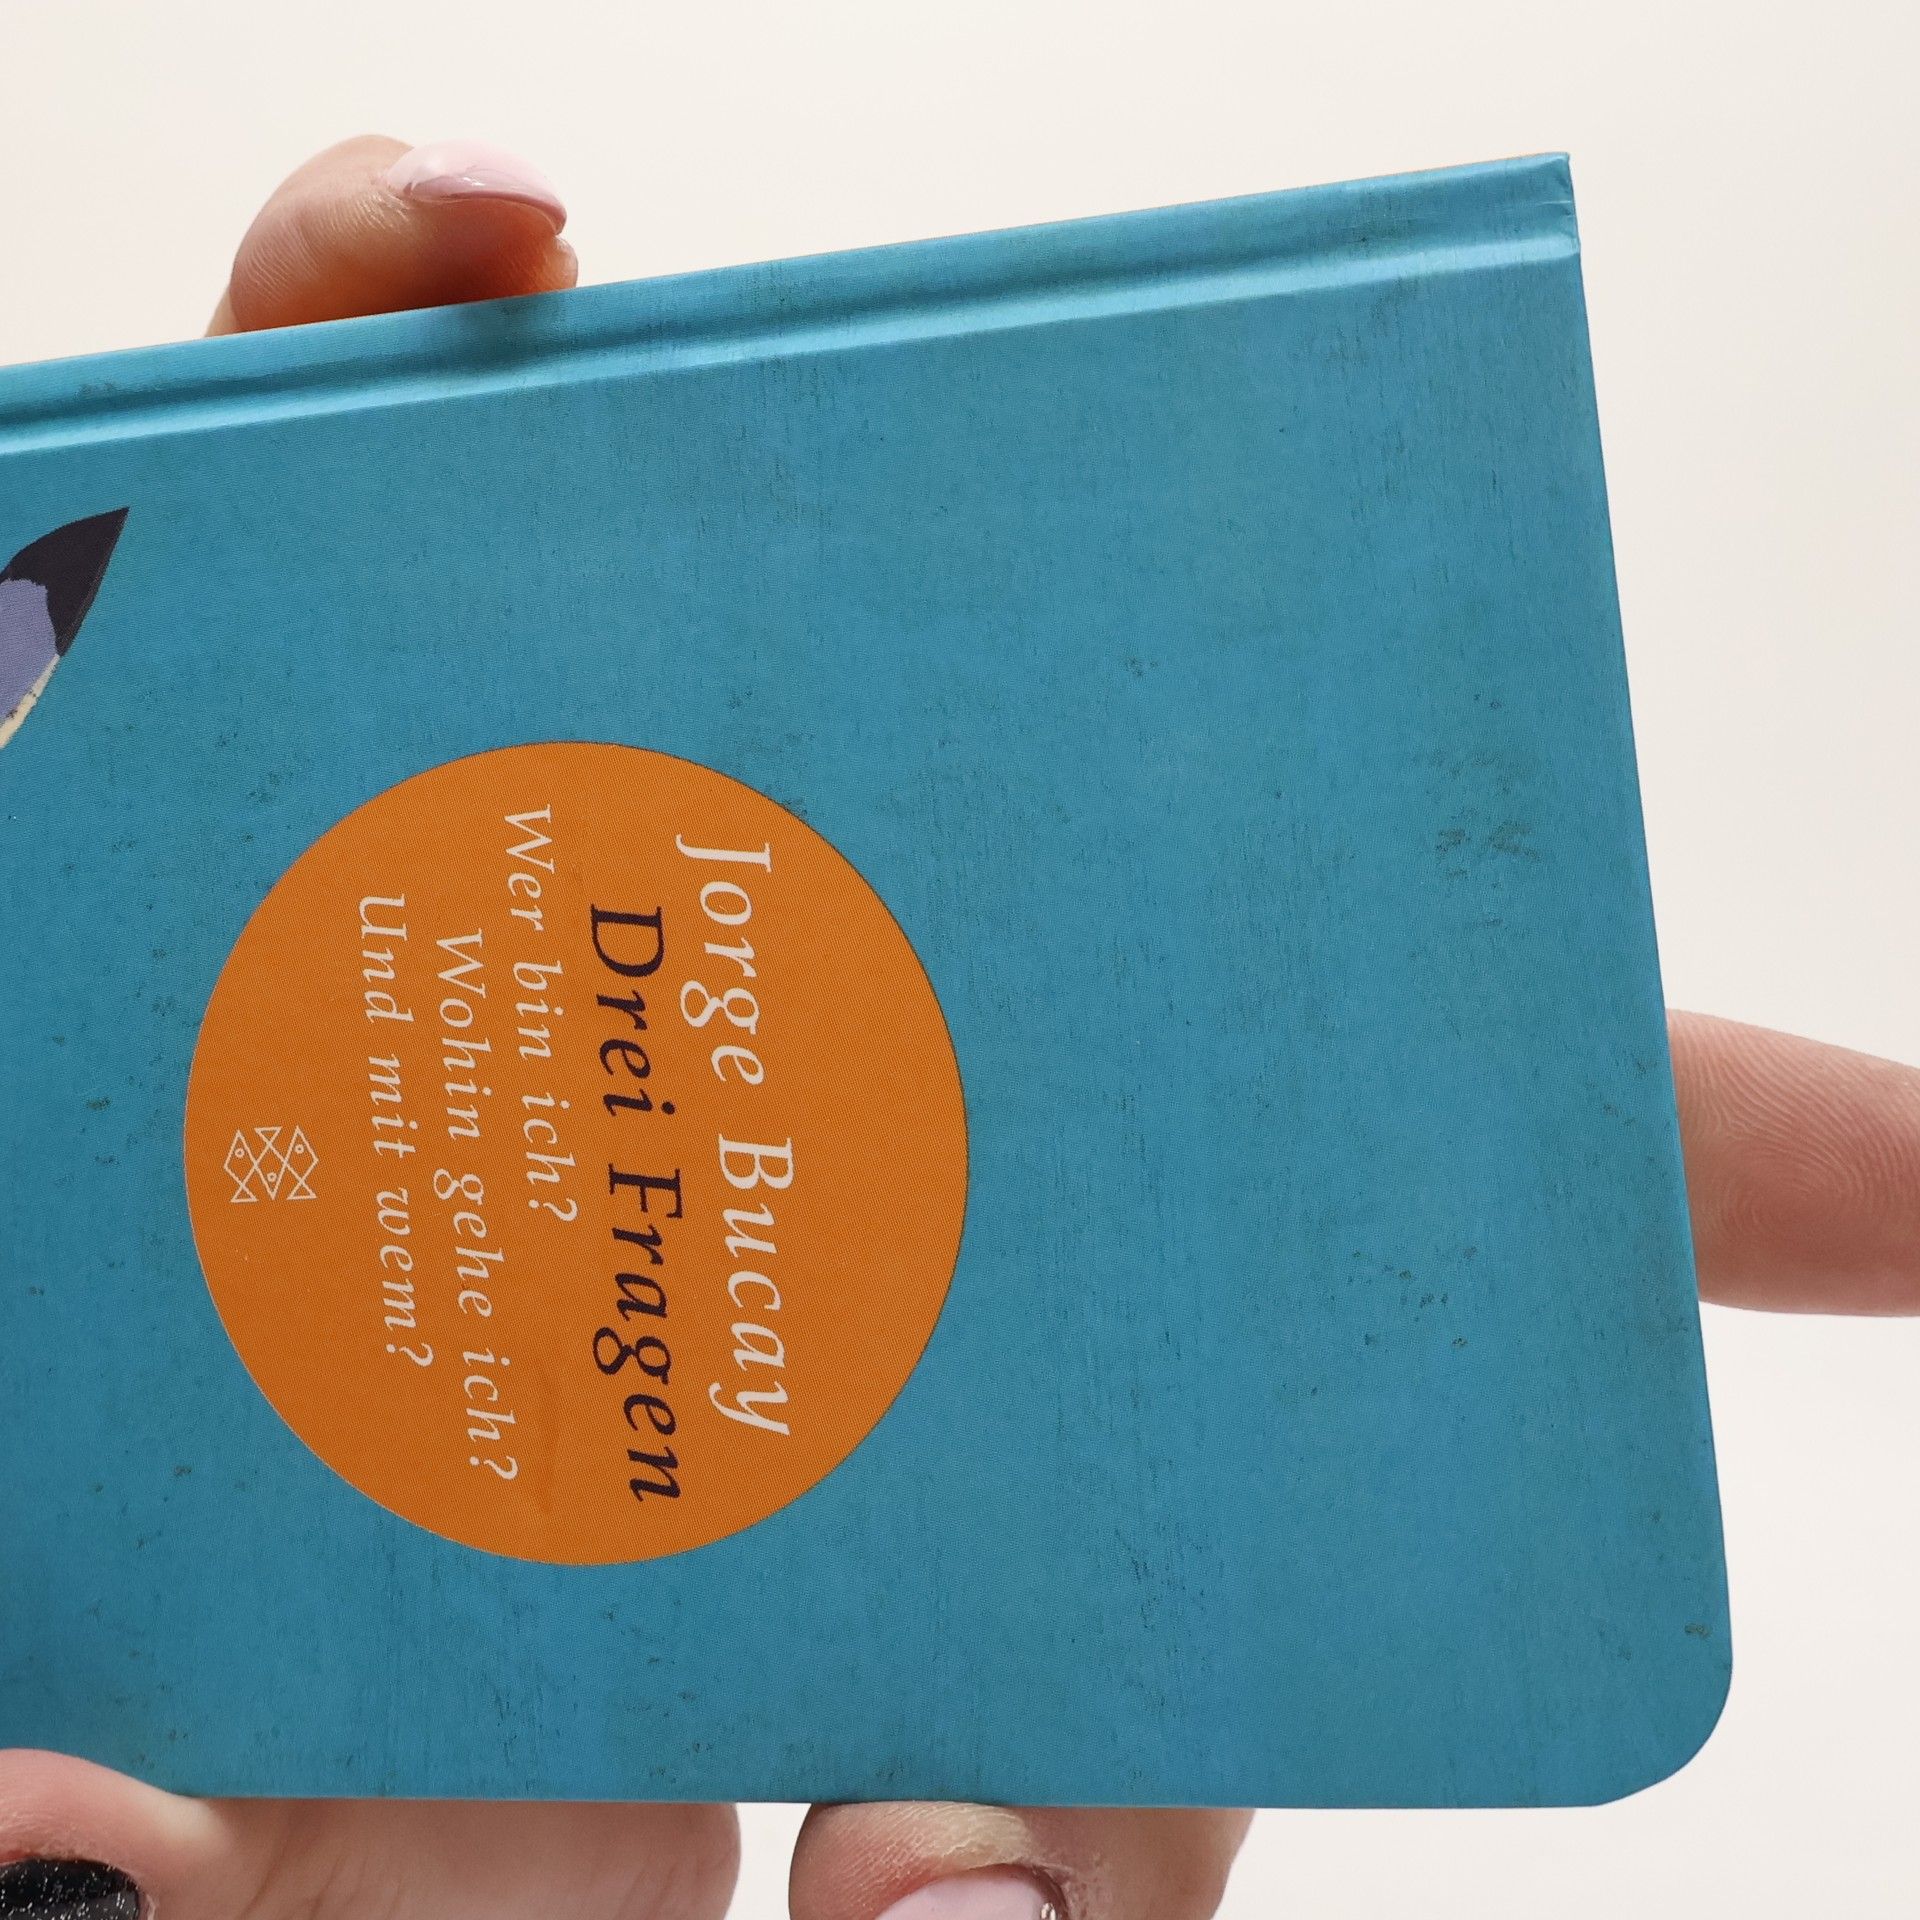 Jorge Bucay
Drei Fragen
Wer bin ich?
Wohin gehe ich?
Und mit wem?